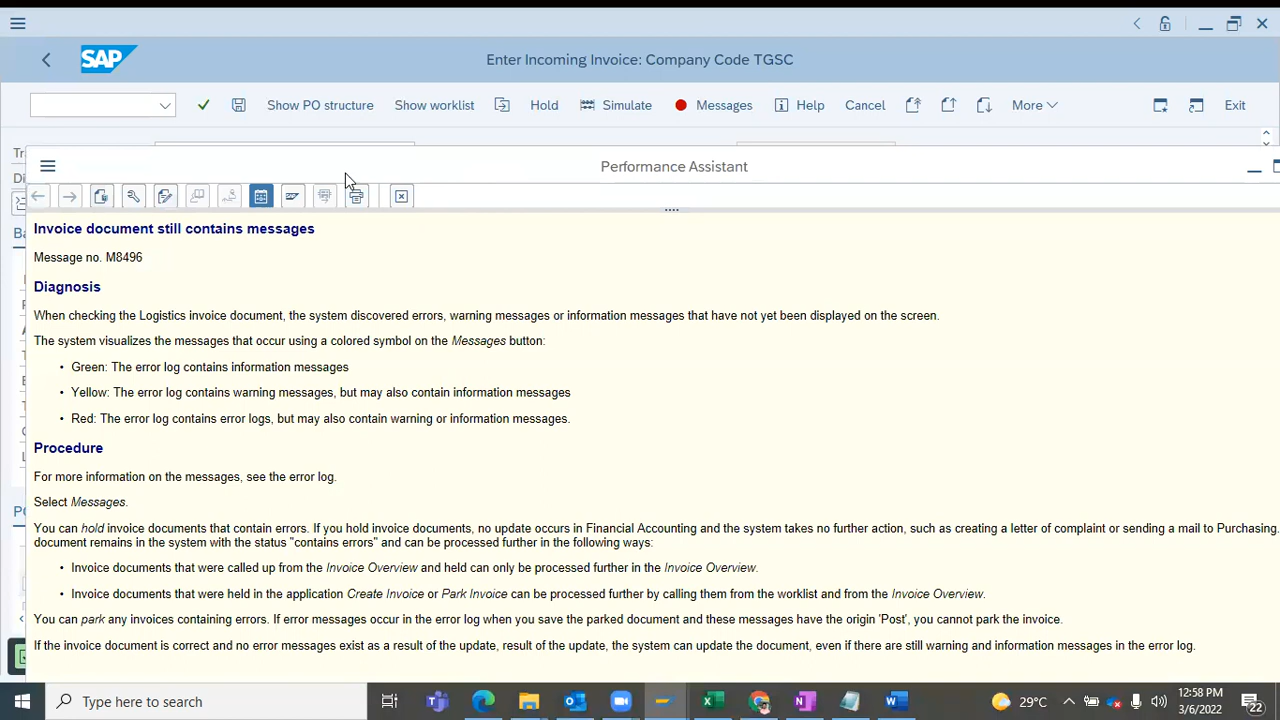 SAP
Enter Incoming Invoice: Company Code TGSC
Show PO structure
Show worklist
Hold
Simulate
Messages
Help
Cancel
More
Exit
Performance Assistant
Invoice document still contains messages
Message no. M8496
Diagnosis
When checking the Logistics invoice document, the system discovered errors, warning messages or information messages that have not yet been displayed on the screen.
The system visualizes the messages that occur using a colored symbol on the Messages button:
• Green: The error log contains information messages
• Yellow: The error log contains warning messages, but may also contain information messages
• Red: The error log contains error logs, but may also contain warning or information messages.
Procedure
For more information on the messages, see the error log.
Select Messages.
You can hold invoice documents that contain errors. If you hold invoice documents, no update occurs in Financial Accounting and the system takes no further action, such as creating a letter of complaint or sending a mail to Purchasing.
document remains in the system with the status "contains errors" and can be processed further in the following ways:
• Invoice documents that were called up from the Invoice Overview and held can only be processed further in the Invoice Overview.
• Invoice documents that were held in the application Create Invoice or Park Invoice can be processed further by calling them from the worklist and from the Invoice Overview.
You can park any invoices containing errors. If error messages occur in the error log when you save the parked document and these messages have the origin 'Post', you cannot park the invoice.
If the invoice document is correct and no error messages exist as a result of the update, result of the update, the system can update the document, even if there are still warning and information messages in the error log.
Type here to search
29°C
12:58 PM
3/6/2022
22